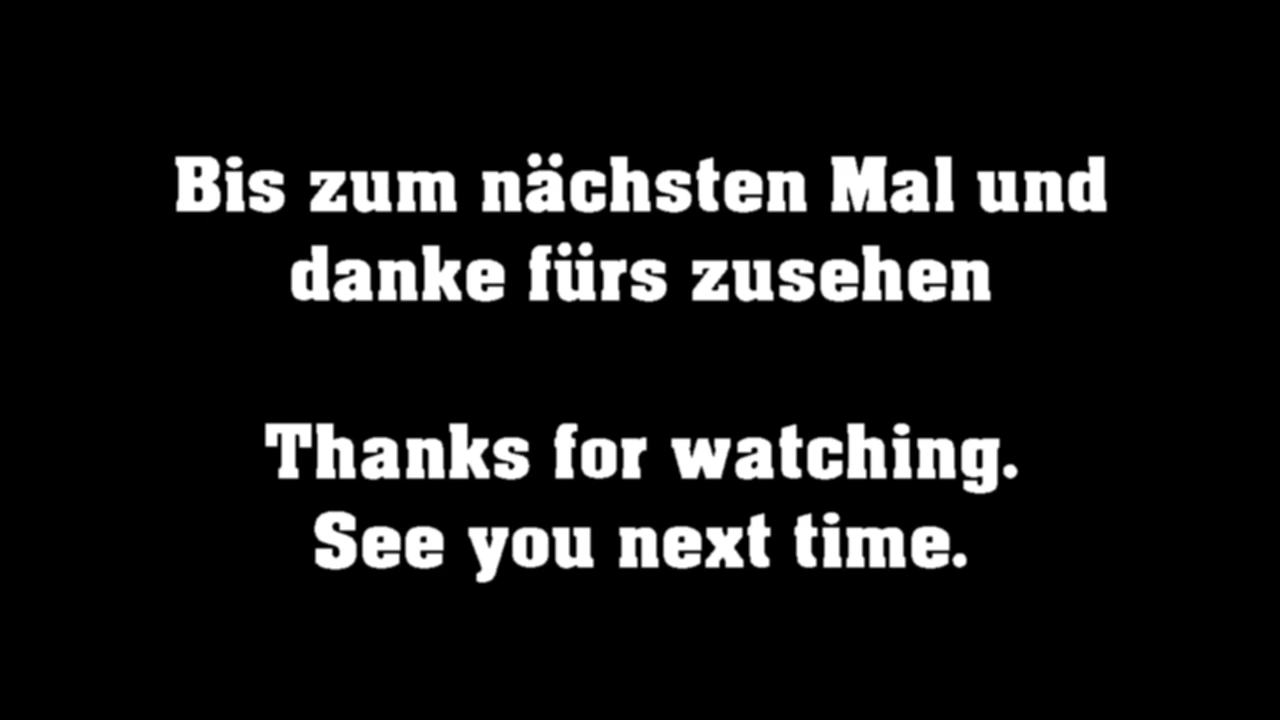 Bis zum nächsten Mal und
danke fürs zusehen
Thanks for watching.
See you next time.